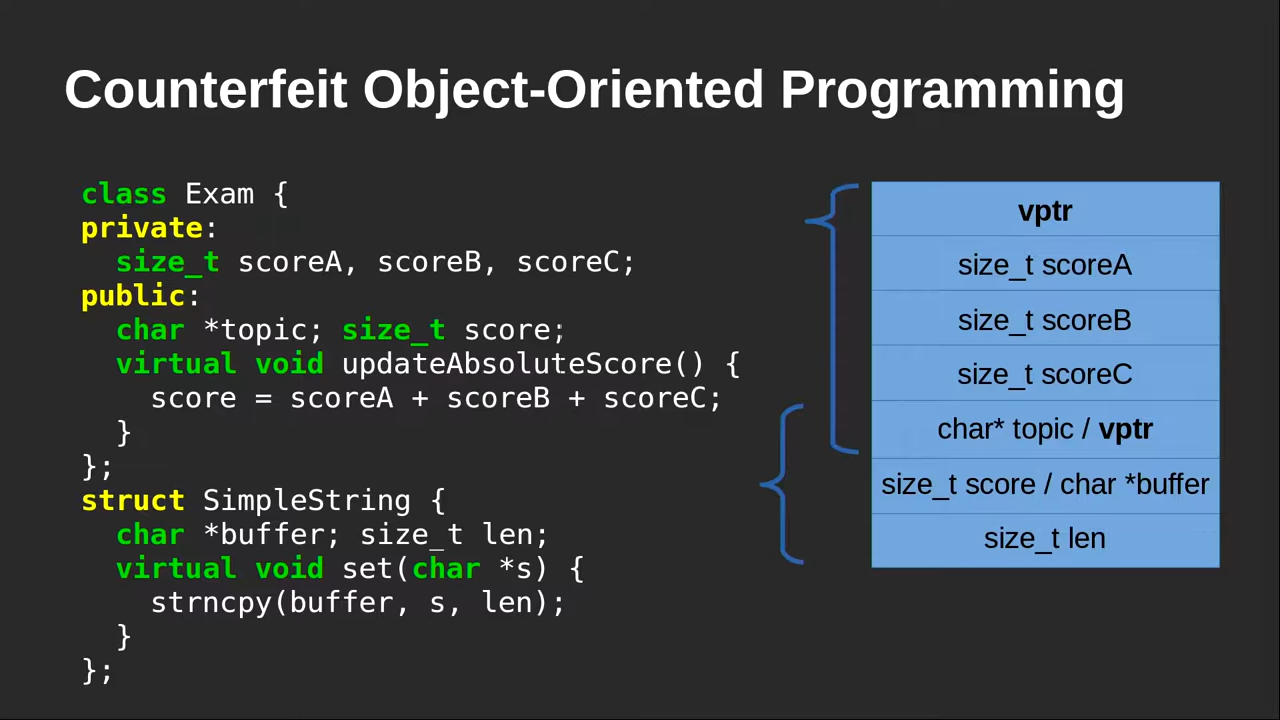 Counterfeit Object-Oriented Programming
class Exam {
private:
size_t scoreA, scoreB, scoreC;
public:
char *topic; size_t score;
virtual void updateAbsoluteScore() {
score = scoreA + scoreB + scoreC;
}
};
struct SimpleString {
char *buffer; size_t len;
virtual void set(char *s) {
strncpy(buffer, s, len);
}
};
vptr
size_t scoreA
size_t scoreB
size_t scoreC
char* topic / vptr
size_t score / char *buffer
size_t len